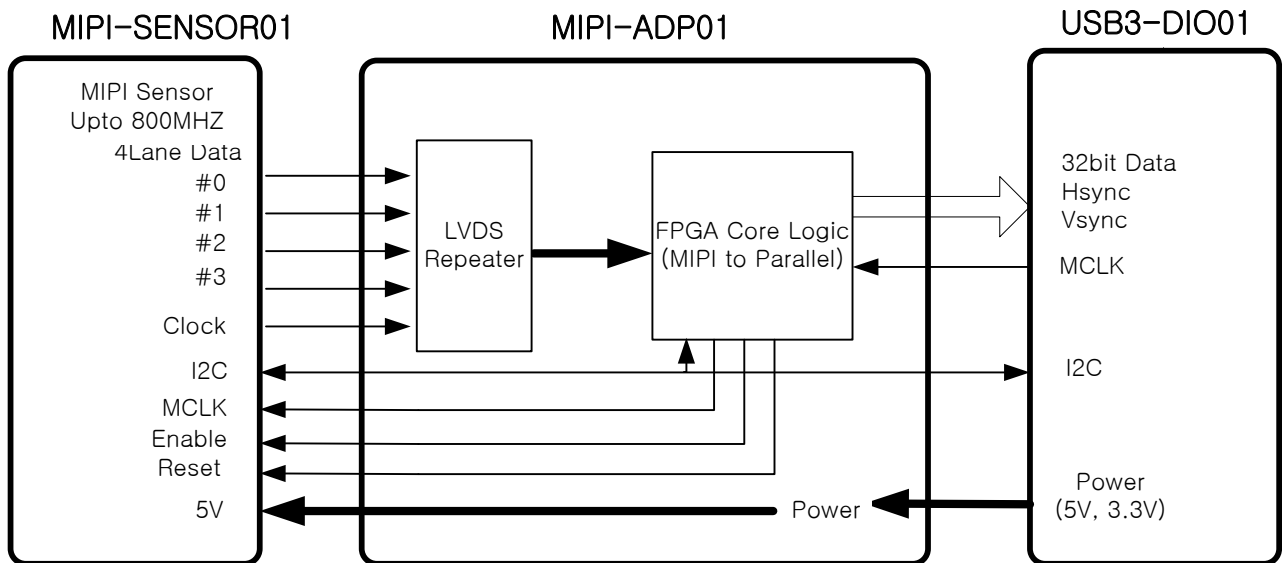 MIPI-SENSOR01
MIPI-ADP01
USB3-DIO01
MIPI Sensor
Upto 800MHZ
4Lane Data
#0
#1
#2
#3
Clock
I2C
MCLK
Enable
Reset
5V
LVDS
Repeater
FPGA Core Logic
(MIPI to Parallel)
Power
32bit Data
Hsync
Vsync
MCLK
I2C
Power
(5V, 3.3V)